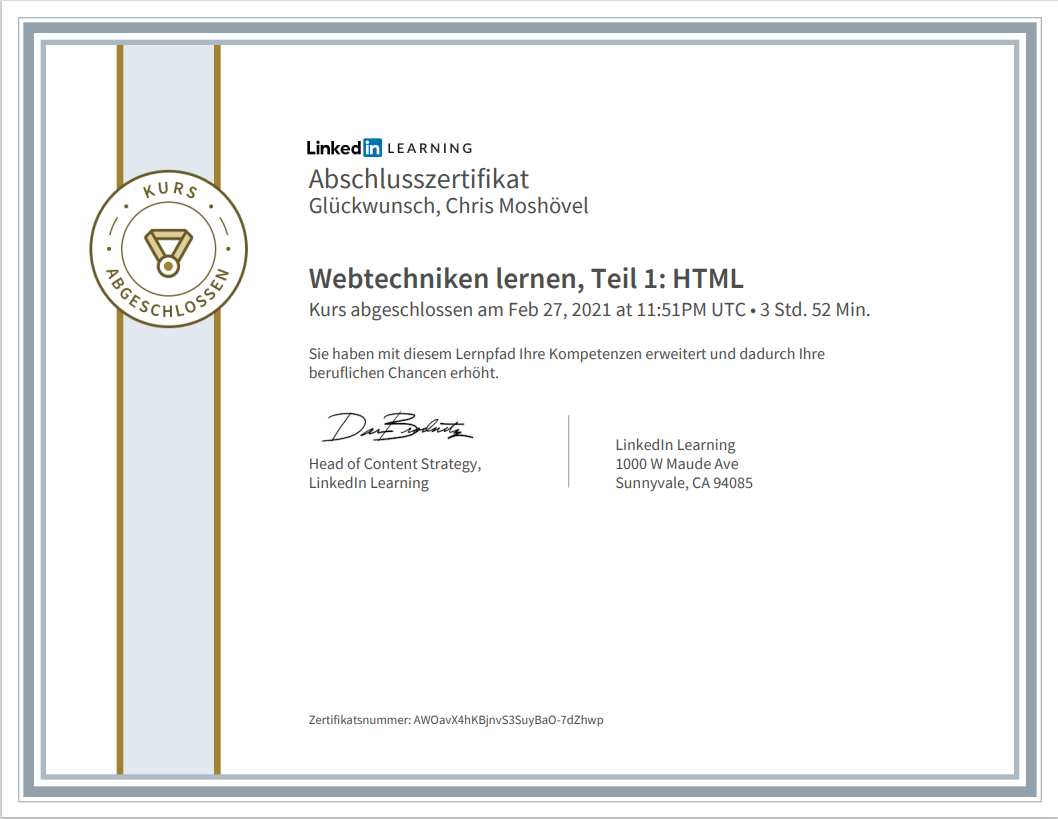 KURS
ABGESCHLOSSEN
Linked in LEARNING
Abschlusszertifikat
Glückwunsch, Chris Moshövel
Webtechniken lernen, Teil 1: HTML
Kurs abgeschlossen am Feb 27, 2021 at 11:51PM UTC • 3 Std. 52 Min.
Sie haben mit diesem Lernpfad Ihre Kompetenzen erweitert und dadurch Ihre
beruflichen Chancen erhöht.
Head of Content Strategy,
LinkedIn Learning
LinkedIn Learning
1000 W Maude Ave
Sunnyvale, CA 94085
Zertifikatsnummer: AWOavX4hKBjnvS3SuyBaO-7dZhwp